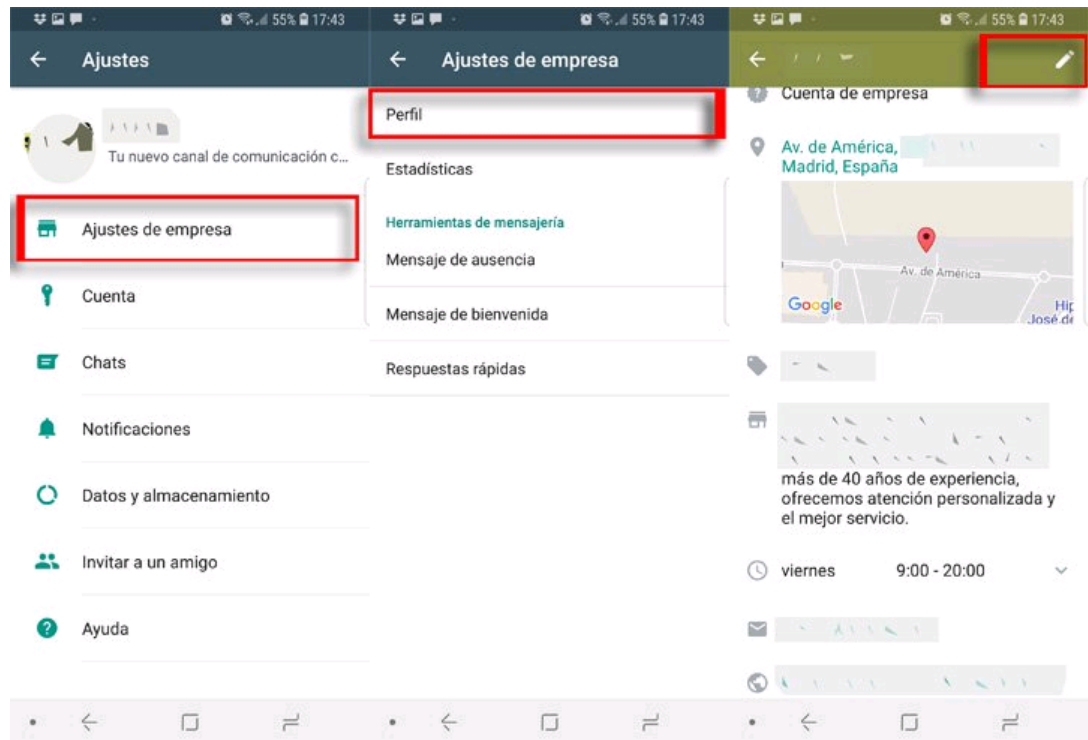 55% 17:43
Ajustes
Tu nuevo canal de comunicación c...
Ajustes de empresa
Cuenta
Chats
Notificaciones
Datos y almacenamiento
Invitar a un amigo
Ayuda
55% 17:43
Ajustes de empresa
Perfil
Estadísticas
Herramientas de mensajería
Mensaje de ausencia
Mensaje de bienvenida
Respuestas rápidas
55% 17:43
Cuenta de empresa
Av. de América,
Madrid, España
Av. de América
Google
Hip
José de
más de 40 años de experiencia,
ofrecemos atención personalizada y
el mejor servicio.
viernes 9:00 - 20:00